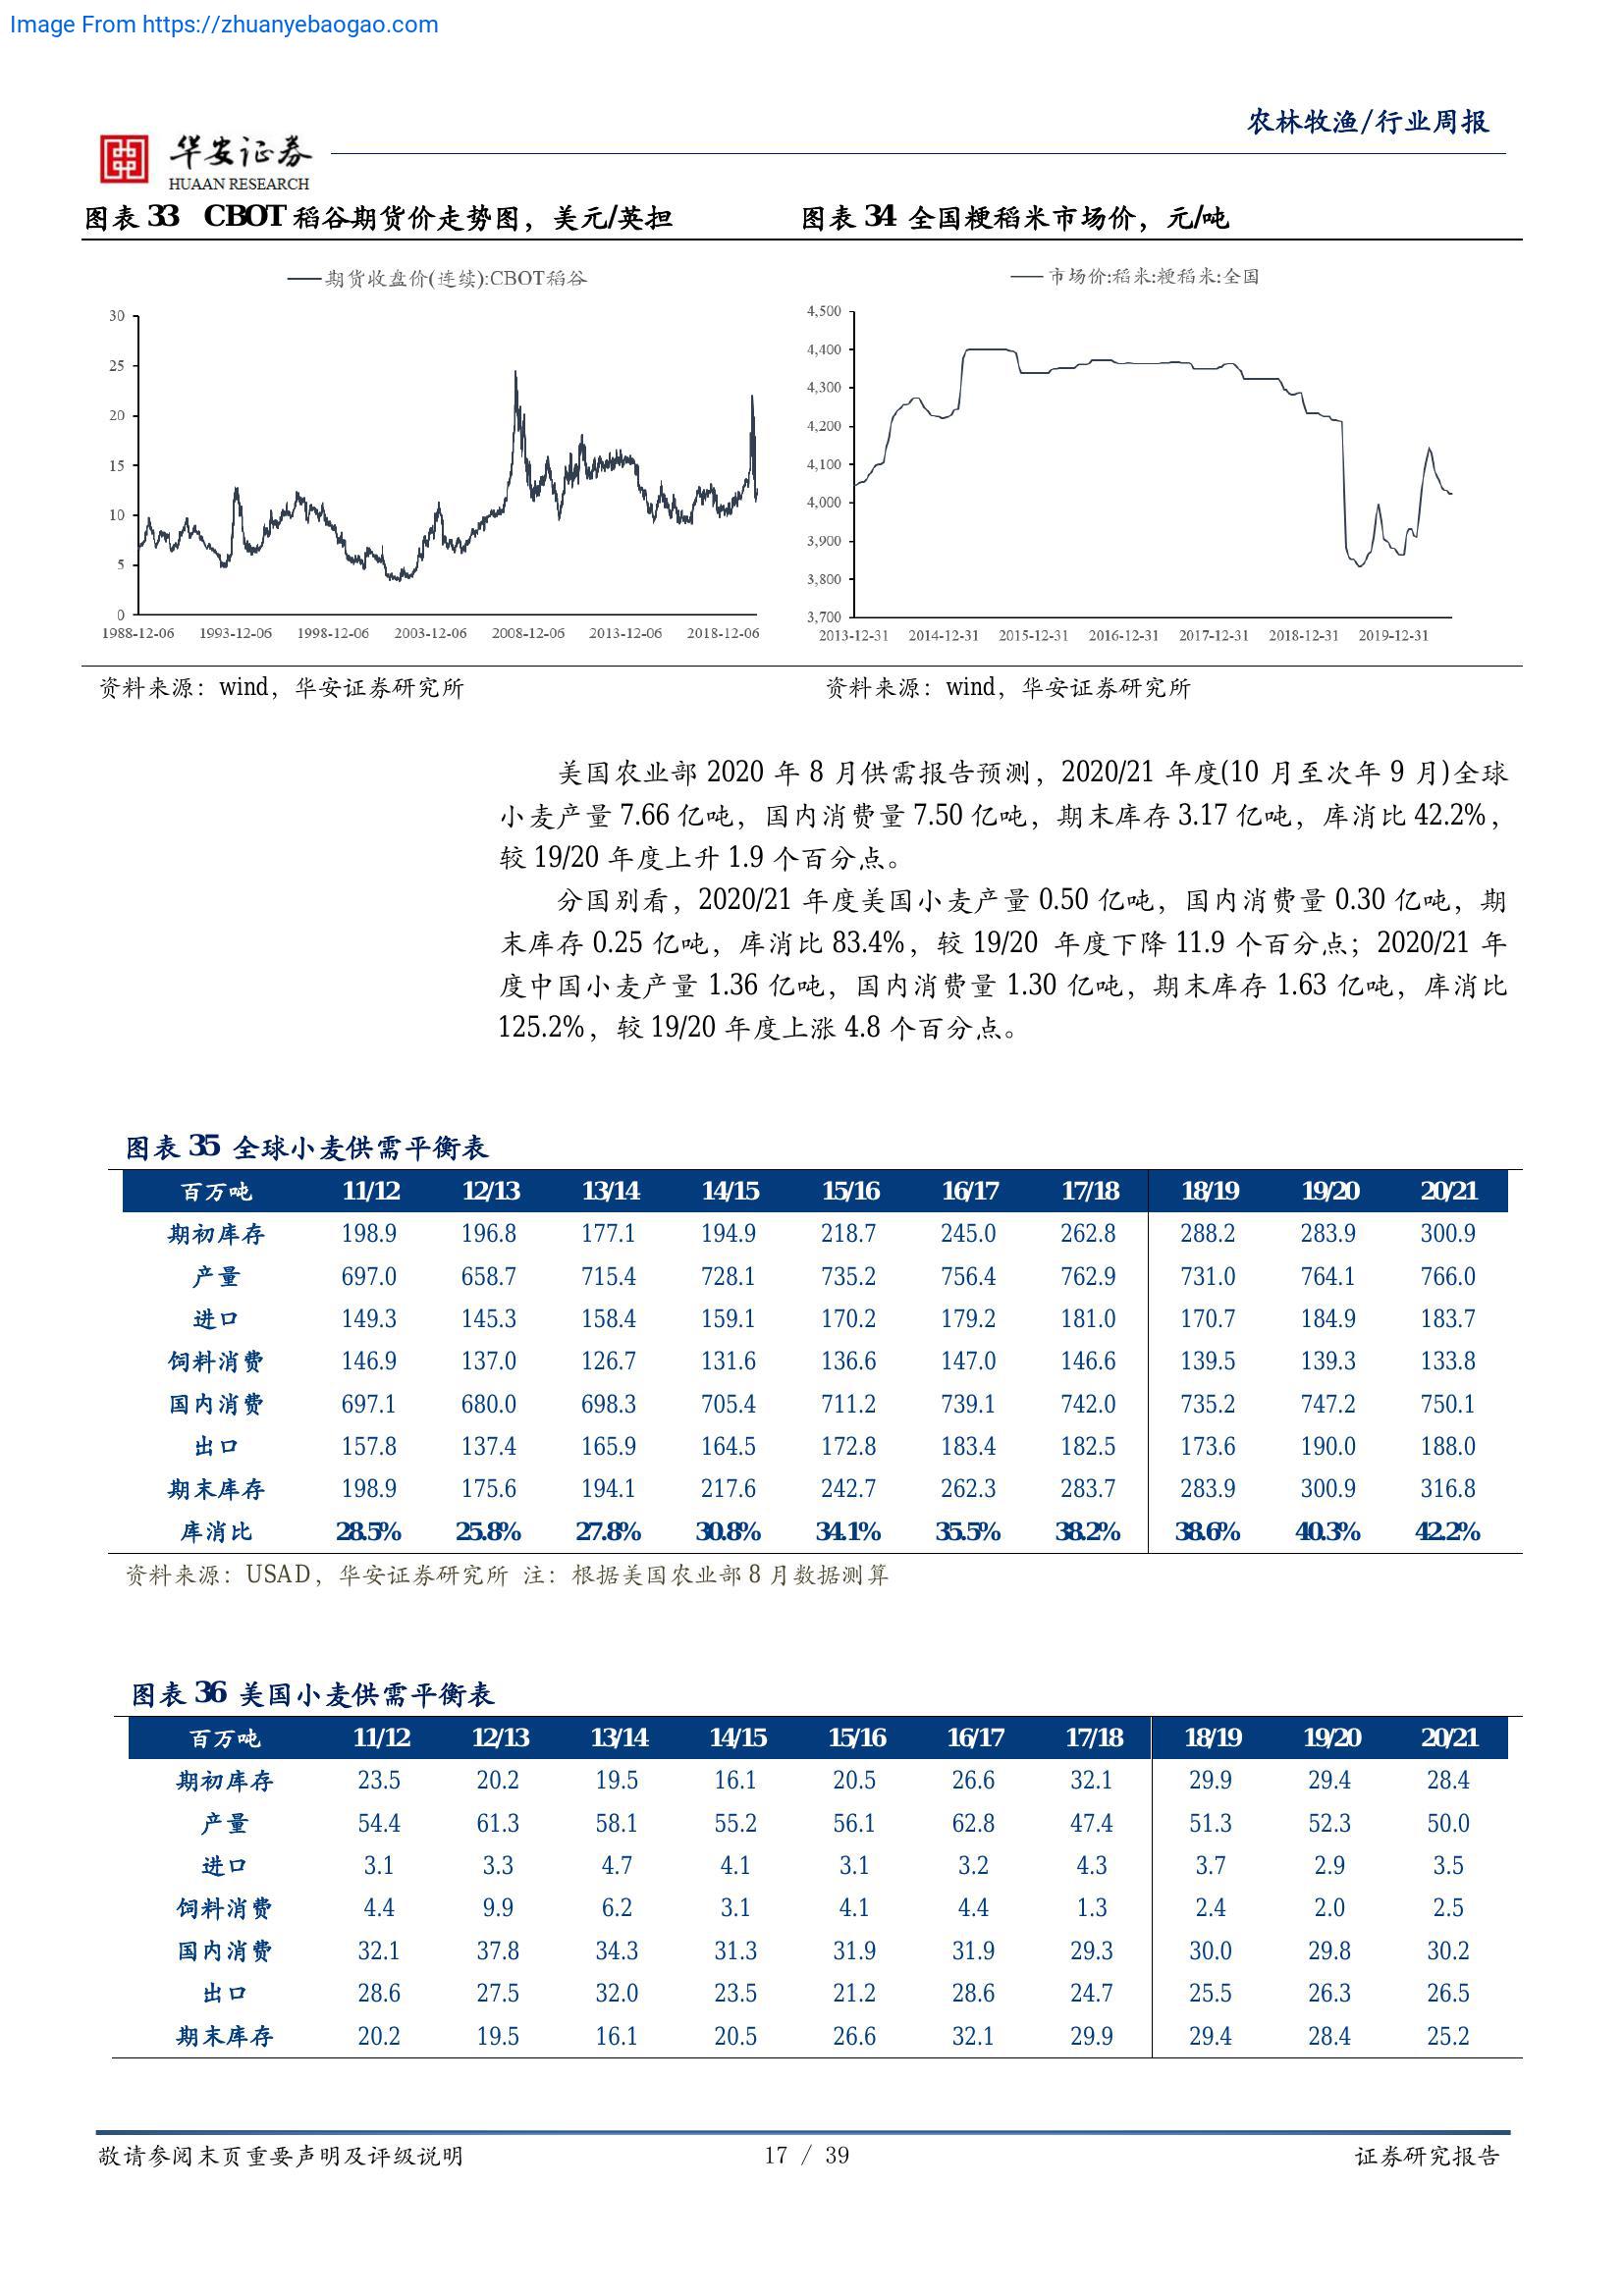 Image From https://zhuanyebaogao.com
农林牧渔/行业周报
华安证券
HUAAN RESEARCH
图表 33 CBOT 稻谷期货价走势图，美元/英担
图表 34 全国粳稻米市场价，元/吨
期货收盘价(连续):CBOT稻谷
30
25
20
15
10
5
0
1988-12-06 1993-12-06 1998-12-06 2003-12-06 2008-12-06 2013-12-06 2018-12-06
市场价:稻米:粳稻米:全国
4,500
4,400
4,300
4,200
4,100
4,000
3,900
3,800
3,700
2013-12-31 2014-12-31 2015-12-31 2016-12-31 2017-12-31 2018-12-31 2019-12-31
资料来源：wind，华安证券研究所
资料来源：wind，华安证券研究所
美国农业部 2020 年 8 月供需报告预测，2020/21 年度(10 月至次年 9 月)全球
小麦产量 7.66 亿吨，国内消费量 7.50 亿吨，期末库存 3.17 亿吨，库消比 42.2%，
较 19/20 年度上升 1.9 个百分点。
分国别看，2020/21 年度美国小麦产量 0.50 亿吨，国内消费量 0.30 亿吨，期
末库存 0.25 亿吨，库消比 83.4%，较 19/20 年度下降 11.9 个百分点；2020/21 年
度中国小麦产量 1.36 亿吨，国内消费量 1.30 亿吨，期末库存 1.63 亿吨，库消比
125.2%，较 19/20 年度上涨 4.8 个百分点。
图表 35 全球小麦供需平衡表
百万吨 11/12 12/13 13/14 14/15 15/16 16/17 17/18 18/19 19/20 20/21
期初库存 198.9 196.8 177.1 194.9 218.7 245.0 262.8 288.2 283.9 300.9
产量 697.0 658.7 715.4 728.1 735.2 756.4 762.9 731.0 764.1 766.0
进口 149.3 145.3 158.4 159.1 170.2 179.2 181.0 170.7 184.9 183.7
饲料消费 146.9 137.0 126.7 131.6 136.6 147.0 146.6 139.5 139.3 133.8
国内消费 697.1 680.0 698.3 705.4 711.2 739.1 742.0 735.2 747.2 750.1
出口 157.8 137.4 165.9 164.5 172.8 183.4 182.5 173.6 190.0 188.0
期末库存 198.9 175.6 194.1 217.6 242.7 262.3 283.7 283.9 300.9 316.8
库消比 28.5% 25.8% 27.8% 30.8% 34.1% 35.5% 38.2% 38.6% 40.3% 42.2%
资料来源：USAD，华安证券研究所 注：根据美国农业部 8 月数据测算
图表 36 美国小麦供需平衡表
百万吨 11/12 12/13 13/14 14/15 15/16 16/17 17/18 18/19 19/20 20/21
期初库存 23.5 20.2 19.5 16.1 20.5 26.6 32.1 29.9 29.4 28.4
产量 54.4 61.3 58.1 55.2 56.1 62.8 47.4 51.3 52.3 50.0
进口 3.1 3.3 4.7 4.1 3.1 3.2 4.3 3.7 2.9 3.5
饲料消费 4.4 9.9 6.2 3.1 4.1 4.4 1.3 2.4 2.0 2.5
国内消费 32.1 37.8 34.3 31.3 31.9 31.9 29.3 30.0 29.8 30.2
出口 28.6 27.5 32.0 23.5 21.2 28.6 24.7 25.5 26.3 26.5
期末库存 20.2 19.5 16.1 20.5 26.6 32.1 29.9 29.4 28.4 25.2
敬请参阅末页重要声明及评级说明 17 / 39 证券研究报告